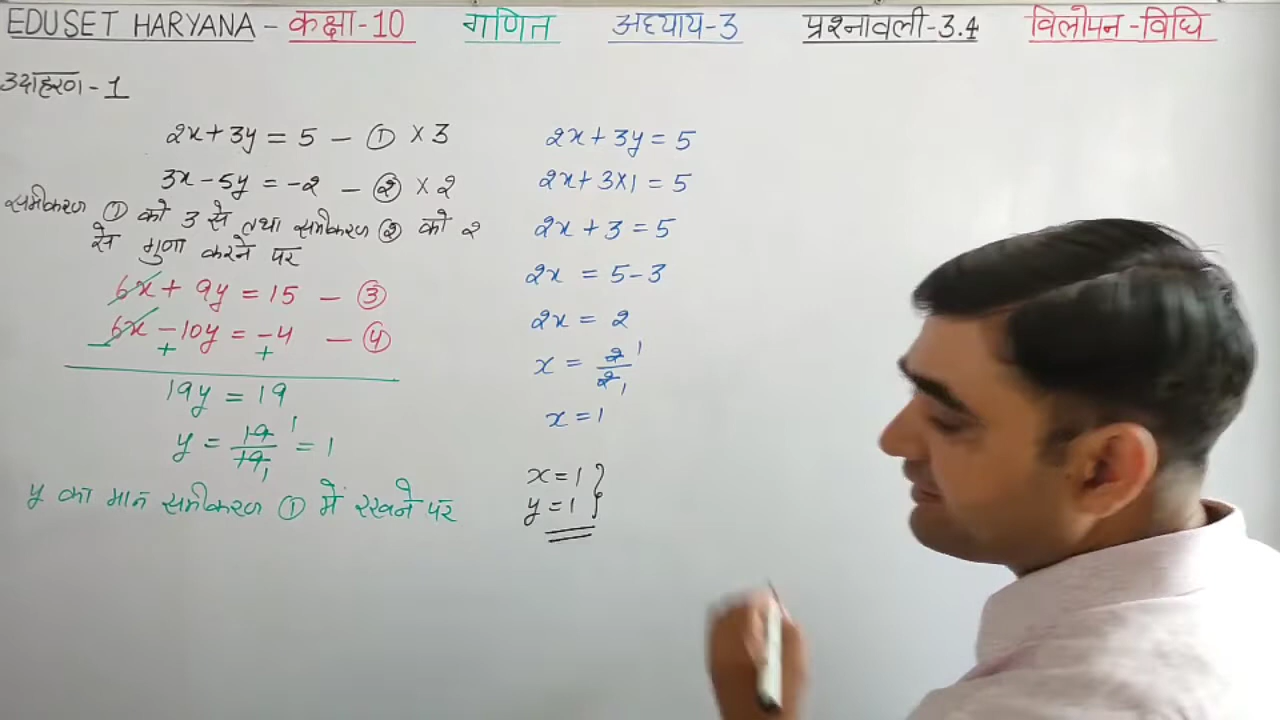 EDUSET HARYANA - कक्षा-10 गणित अध्याय-3 प्रश्नावली-3.4 विलोपन-विधि
उदाहरण-1
2x+3y=5 — ① ×3
3x-5y=-2 — ② ×2
समीकरण ① को 3 से तथा समीकरण ② को 2
से गुणा करने पर
6x+9y=15 — ③
6x-10y=-4 — ④
- + +
19y=19
y=19/19=1
y का मान समीकरण ① में रखने पर
2x+3y=5
2x+3×1=5
2x+3=5
2x=5-3
2x=2
x=2/2
x=1
x=1}
y=1}